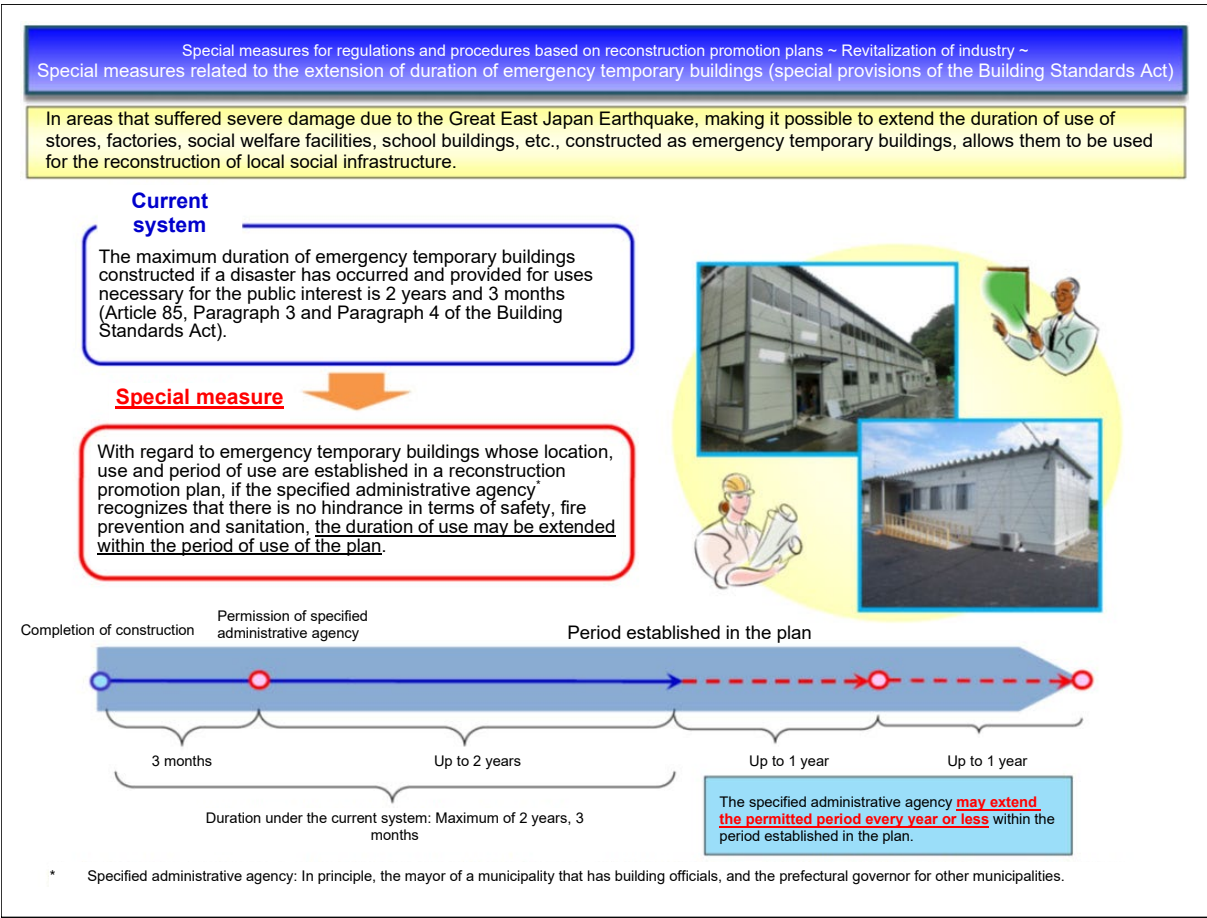 Special measures for regulations and procedures based on reconstruction promotion plans ~ Revitalization of industry ~
Special measures related to the extension of duration of emergency temporary buildings (special provisions of the Building Standards Act)
In areas that suffered severe damage due to the Great East Japan Earthquake, making it possible to extend the duration of use of
stores, factories, social welfare facilities, school buildings, etc., constructed as emergency temporary buildings, allows them to be used
for the reconstruction of local social infrastructure.
Current
system
The maximum duration of emergency temporary buildings
constructed if a disaster has occurred and provided for uses
necessary for the public interest is 2 years and 3 months
(Article 85, Paragraph 3 and Paragraph 4 of the Building
Standards Act).
Special measure
With regard to emergency temporary buildings whose location,
use and period of use are established in a reconstruction
promotion plan, if the specified administrative agency*
recognizes that there is no hindrance in terms of safety, fire
prevention and sanitation, the duration of use may be extended
within the period of use of the plan.
Completion of construction
Permission of specified
administrative agency
Period established in the plan
3 months
Up to 2 years
Up to 1 year
Up to 1 year
Duration under the current system: Maximum of 2 years, 3
months
The specified administrative agency may extend
the permitted period every year or less within the
period established in the plan.
* Specified administrative agency: In principle, the mayor of a municipality that has building officials, and the prefectural governor for other municipalities.